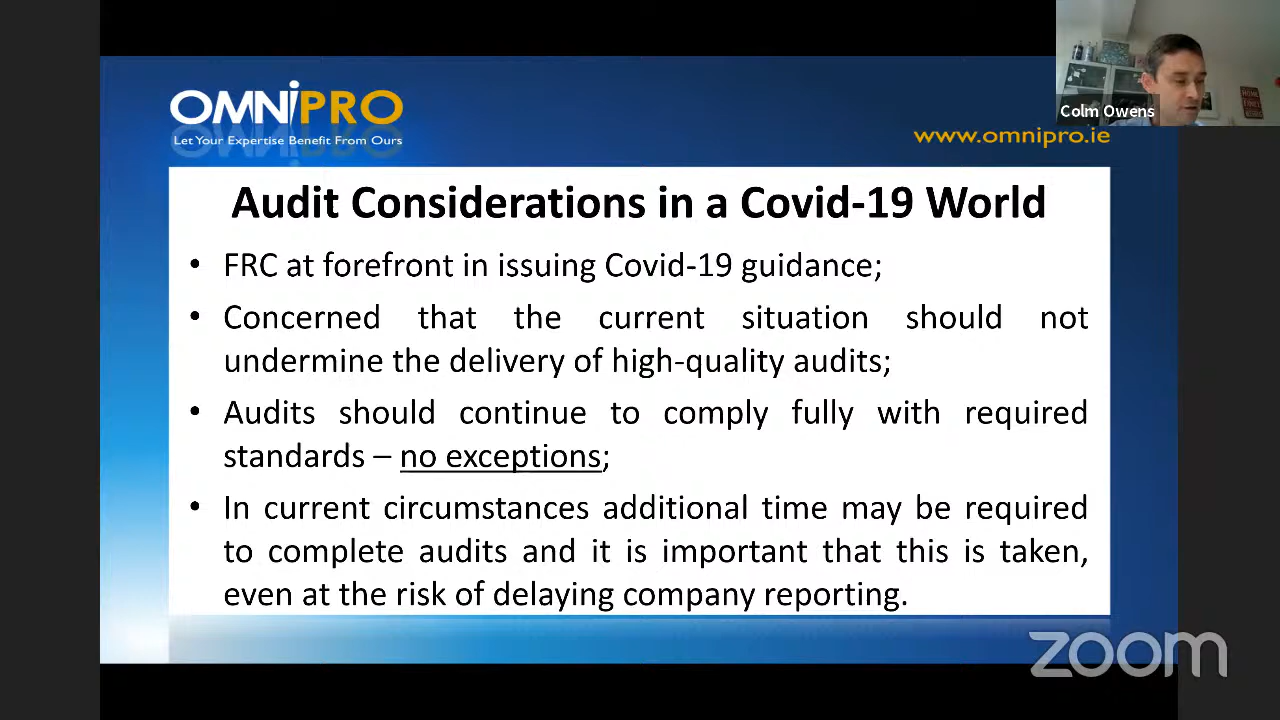 OMNiPRO
Let Your Expertise Benefit From Ours
Colm Owens
www.omnipro.ie
Audit Considerations in a Covid-19 World
• FRC at forefront in issuing Covid-19 guidance;
• Concerned that the current situation should not
undermine the delivery of high-quality audits;
• Audits should continue to comply fully with required
standards – no exceptions;
• In current circumstances additional time may be required
to complete audits and it is important that this is taken,
even at the risk of delaying company reporting.
zoom